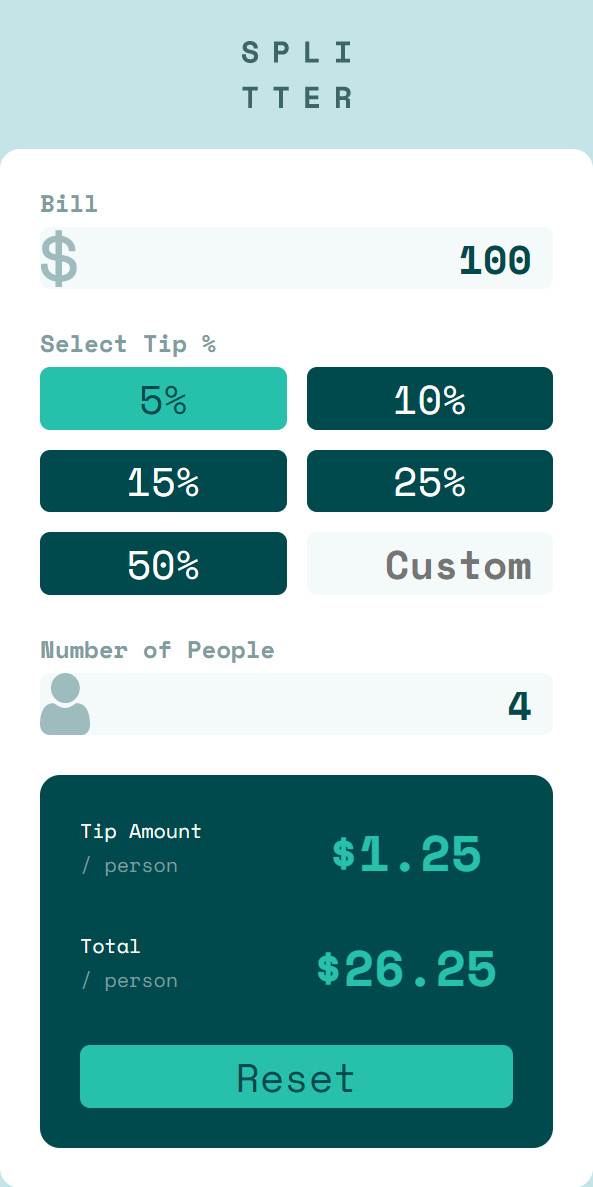 SPLI
TTER
Bill
$ 100
Select Tip %
5% 10%
15% 25%
50% Custom
Number of People
4
Tip Amount
/ person
$1.25
Total
/ person
$26.25
Reset